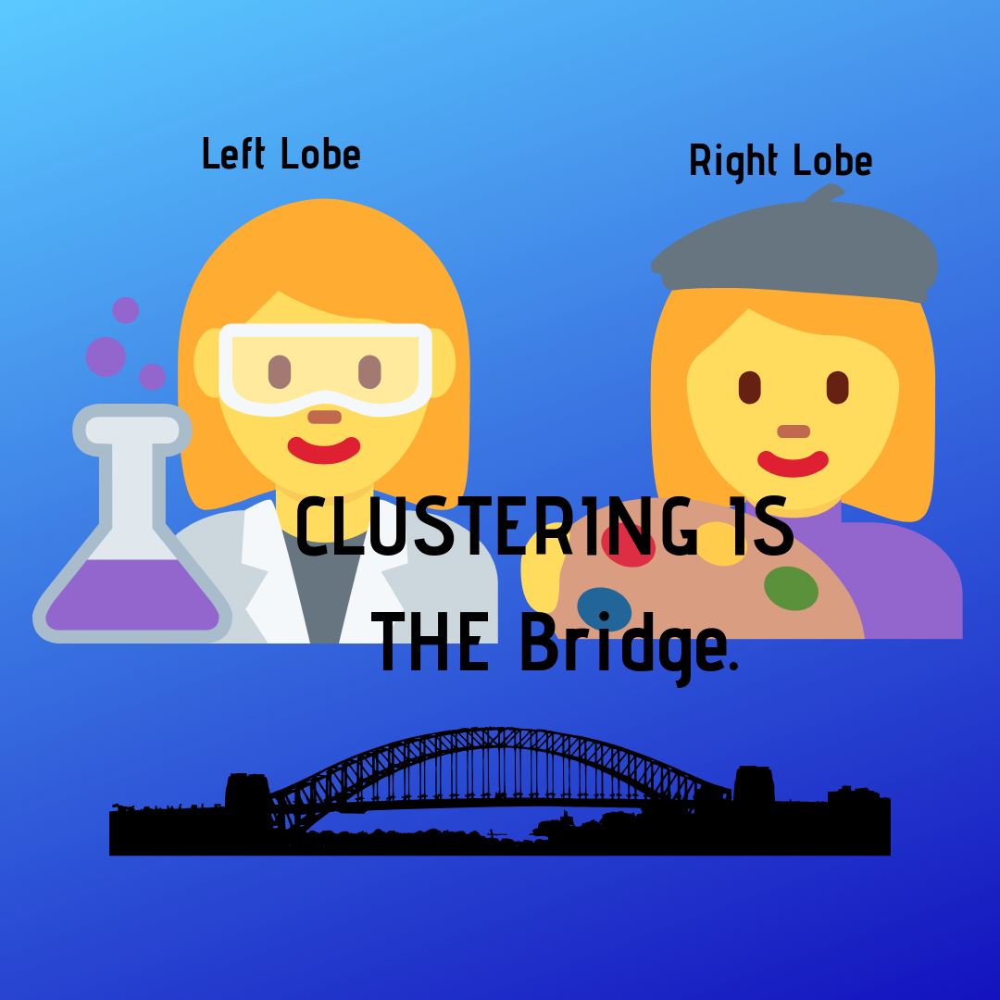 Left Lobe
Right Lobe
CLUSTERING IS
THE Bridge.